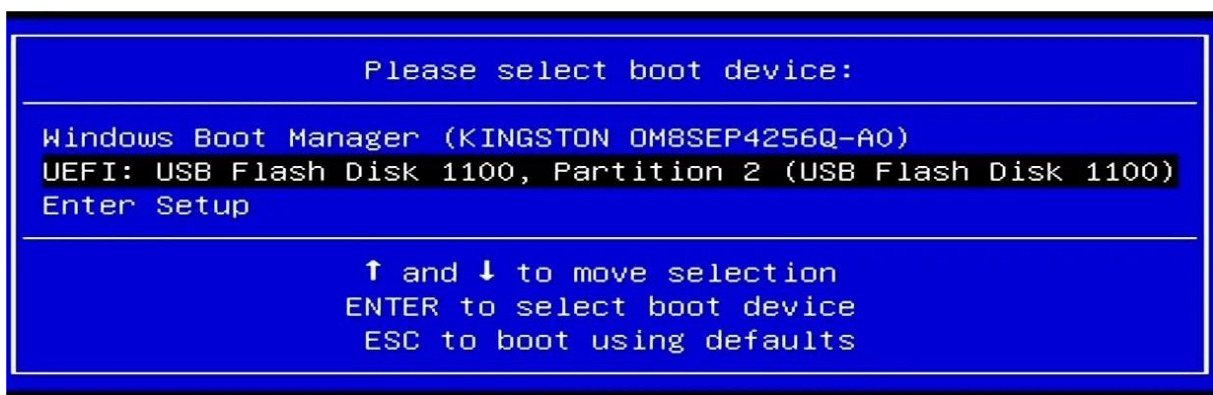 Please select boot device:
Windows Boot Manager (KINGSTON OM8SEP4256Q-A0)
UEFI: USB Flash Disk 1100, Partition 2 (USB Flash Disk 1100)
Enter Setup
↑ and ↓ to move selection
ENTER to select boot device
ESC to boot using defaults